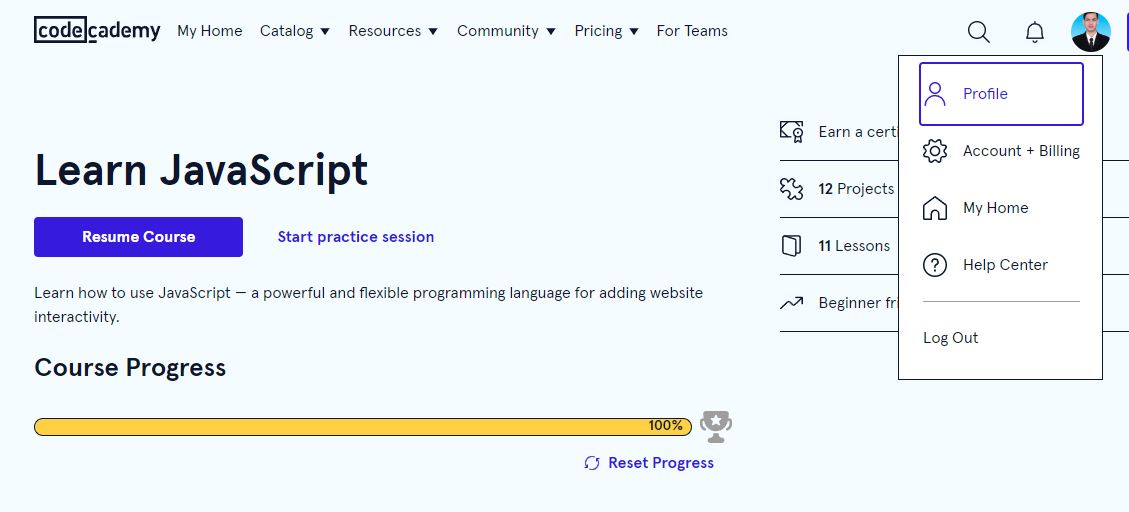 codecademy My Home Catalog Resources Community Pricing For Teams
Learn JavaScript
Resume Course Start practice session
Learn how to use JavaScript — a powerful and flexible programming language for adding website
interactivity.
Course Progress
100%
Reset Progress
Earn a
12 Projects
11 Lessons
Beginner
Profile
Account + Billing
My Home
Help Center
Log Out